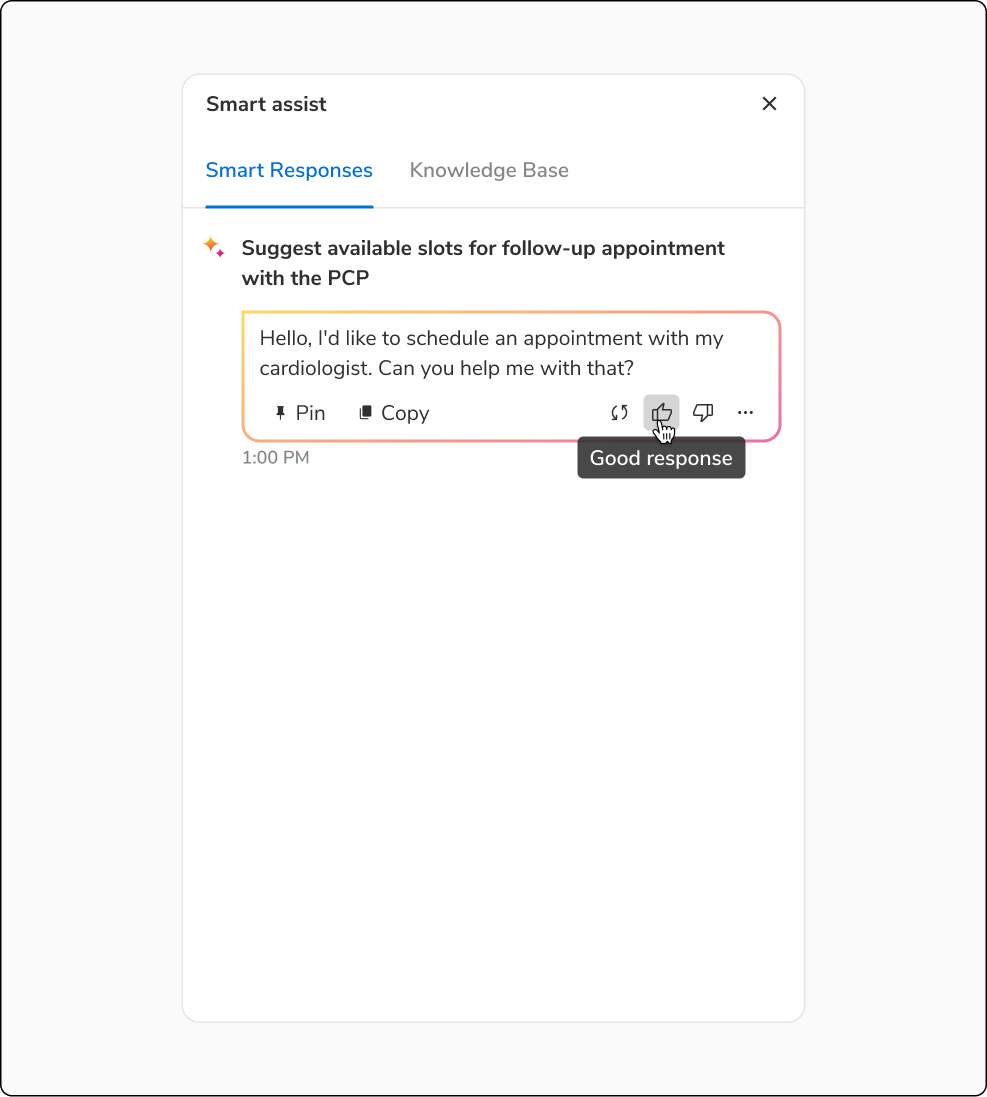 Smart assist
Smart Responses Knowledge Base
Suggest available slots for follow-up appointment
with the PCP
Hello, I'd like to schedule an appointment with my
cardiologist. Can you help me with that?
Pin Copy
1:00 PM
Good response